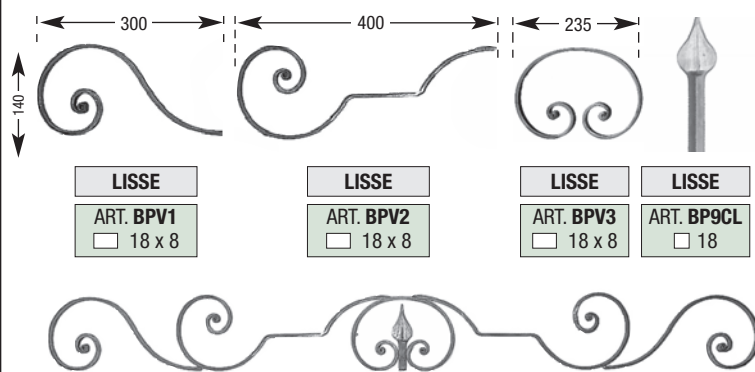 300
400
235
140
LISSE
LISSE
LISSE
LISSE
ART. BPV1
18 x 8
ART. BPV2
18 x 8
ART. BPV3
18 x 8
ART. BP9CL
18